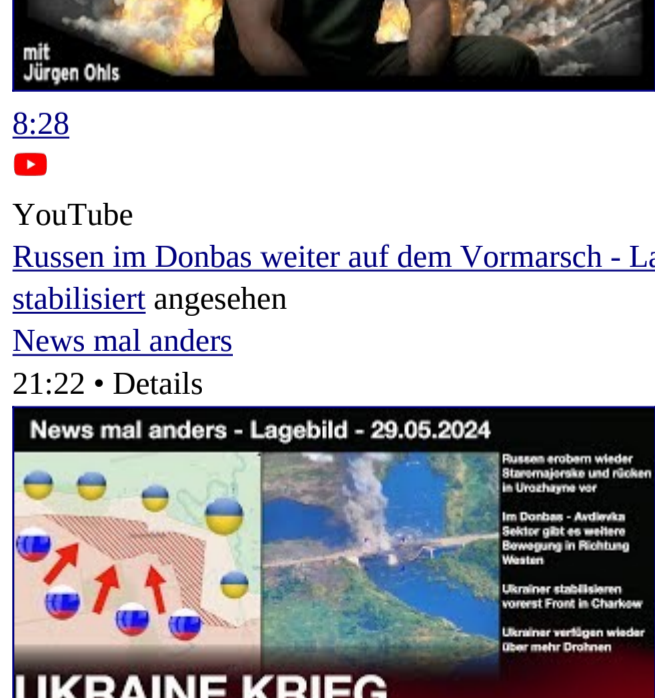 mit
Jürgen Ohls
8:28
YouTube
Russen im Donbas weiter auf dem Vormarsch - La
stabilisiert angesehen
News mal anders
21:22 • Details
News mal anders - Lagebild - 29.05.2024
Russen erobern wieder
Staromajorske und rücken
in Urozhayne vor
Im Donbas - Avdievka
Sektor gibt es weitere
Bewegung in Richtung
Westen
Ukrainer stabilisieren
vorerst Front in Charkow
Ukrainer verfügen wieder
über mehr Drohnen
UKRAINE KRIEG